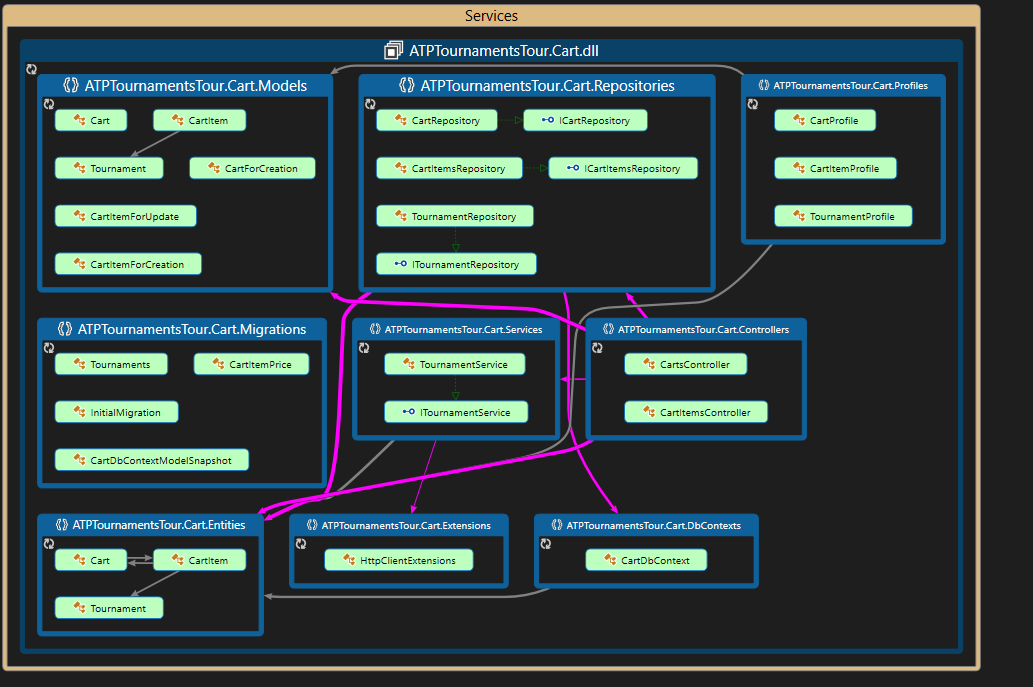 Services
ATPTournamentsTour.Cart.dll
ATPTournamentsTour.Cart.Models
Cart
CartItem
Tournament
CartForCreation
CartItemForUpdate
CartItemForCreation
ATPTournamentsTour.Cart.Repositories
CartRepository
ICartRepository
CartItemsRepository
ICartItemsRepository
TournamentRepository
ITournamentRepository
ATPTournamentsTour.Cart.Profiles
CartProfile
CartItemProfile
TournamentProfile
ATPTournamentsTour.Cart.Migrations
Tournaments
CartItemPrice
InitialMigration
CartDbContextModelSnapshot
ATPTournamentsTour.Cart.Services
TournamentService
ITournamentService
ATPTournamentsTour.Cart.Controllers
CartsController
CartItemsController
ATPTournamentsTour.Cart.Entities
Cart
CartItem
Tournament
ATPTournamentsTour.Cart.Extensions
HttpClientExtensions
ATPTournamentsTour.Cart.DbContexts
CartDbContext